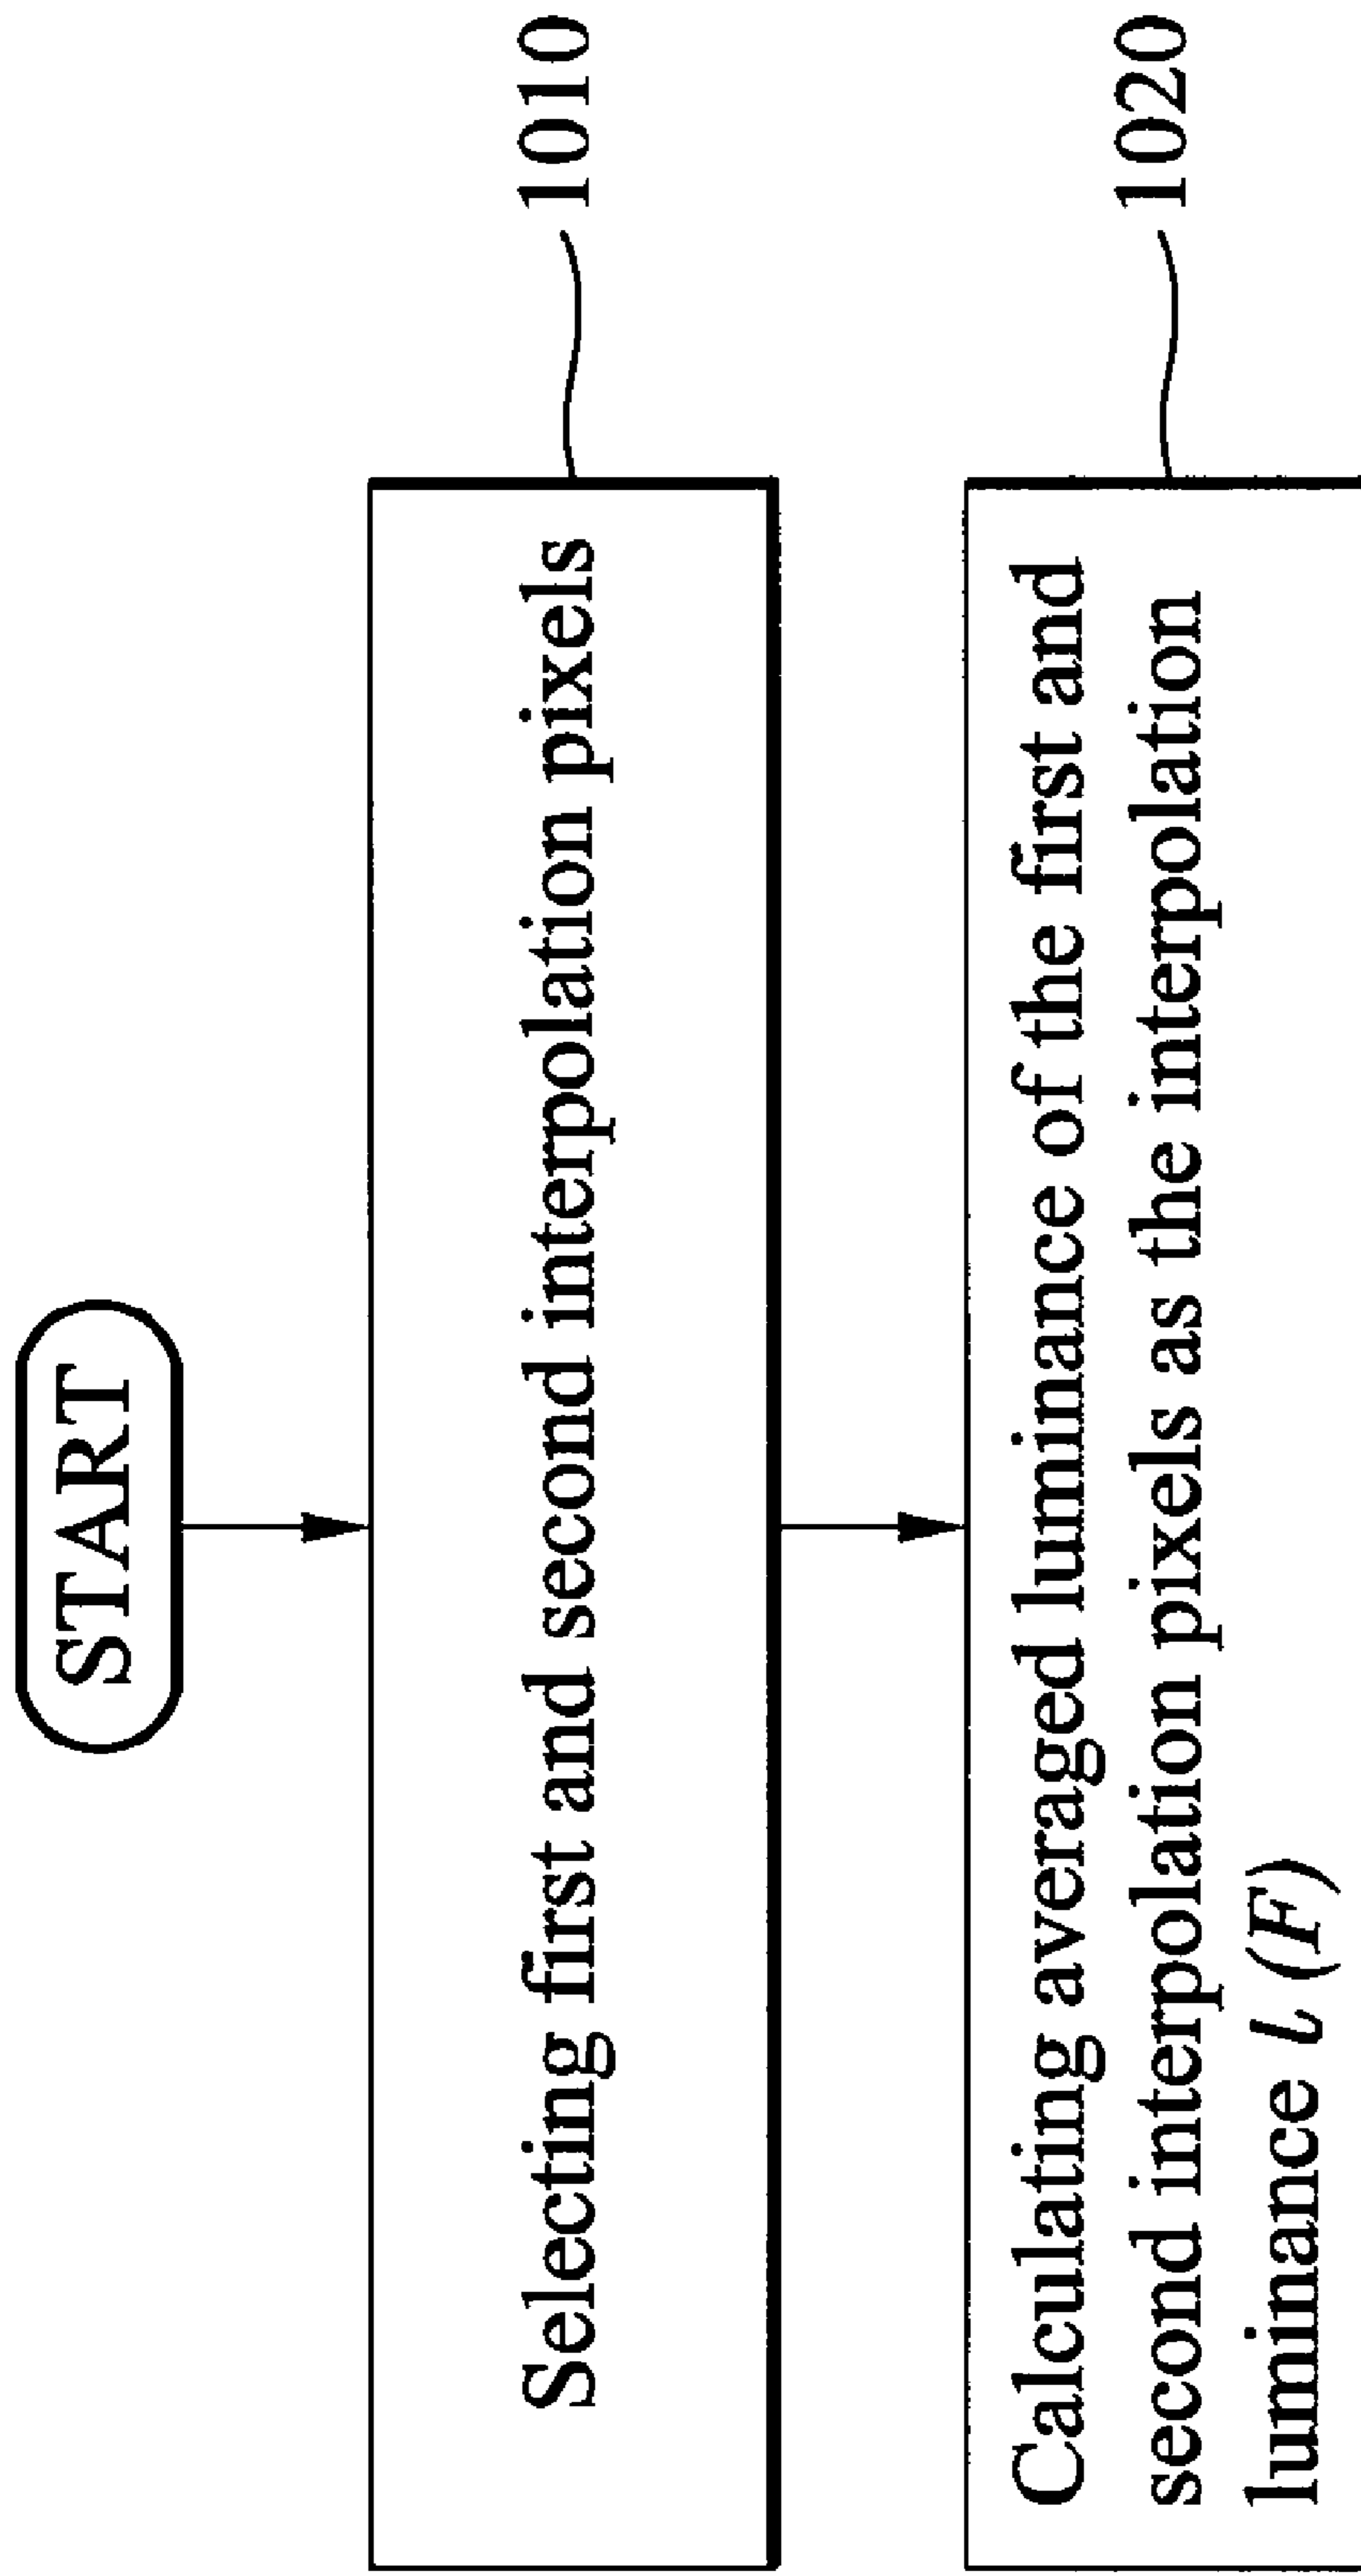 START
Selecting first and second interpolation pixels
1010
Calculating averaged luminance of the first and
second interpolation pixels as the interpolation
luminance l (F)
1020